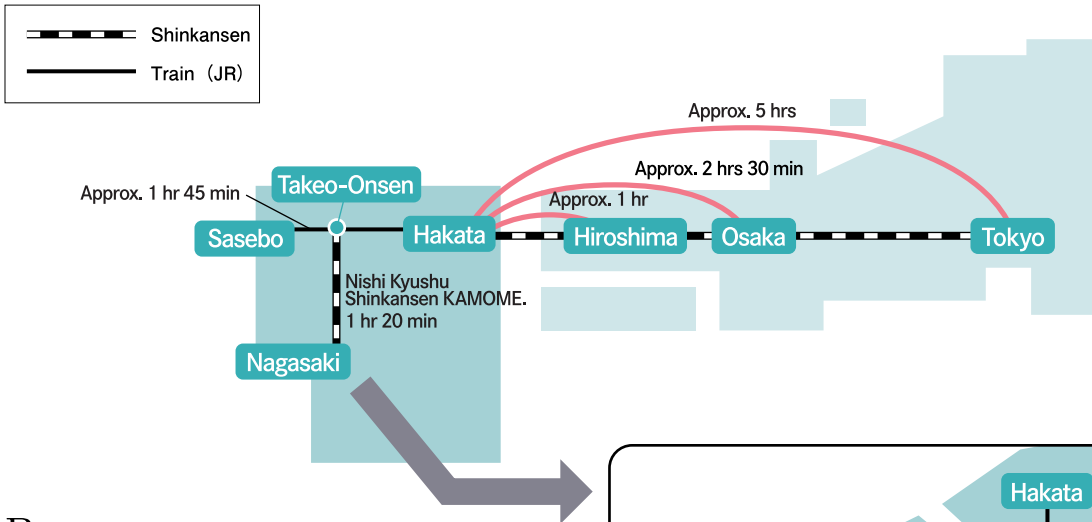 Shinkansen
Train (JR)
Approx. 5 hrs
Approx. 2 hrs 30 min
Approx. 1 hr
Approx. 1 hr 45 min
Takeo-Onsen
Sasebo
Hakata
Hiroshima
Osaka
Tokyo
Nishi Kyushu
Shinkansen KAMOME.
1 hr 20 min
Nagasaki
Hakata